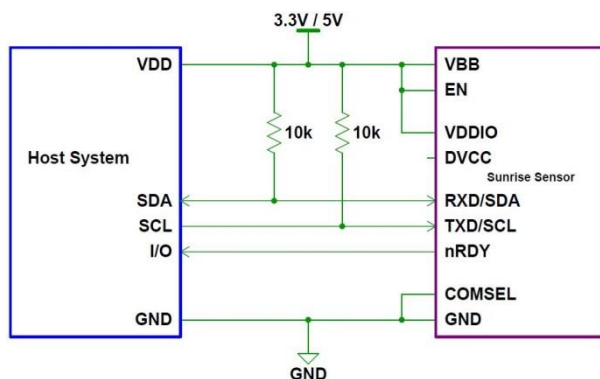 3.3V / 5V
VDD
VBB
EN
10k
10k
VDDIO
Host System
DVCC
Sunrise Sensor
SDA
RXD/SDA
SCL
TXD/SCL
I/O
nRDY
COMSEL
GND
GND
GND